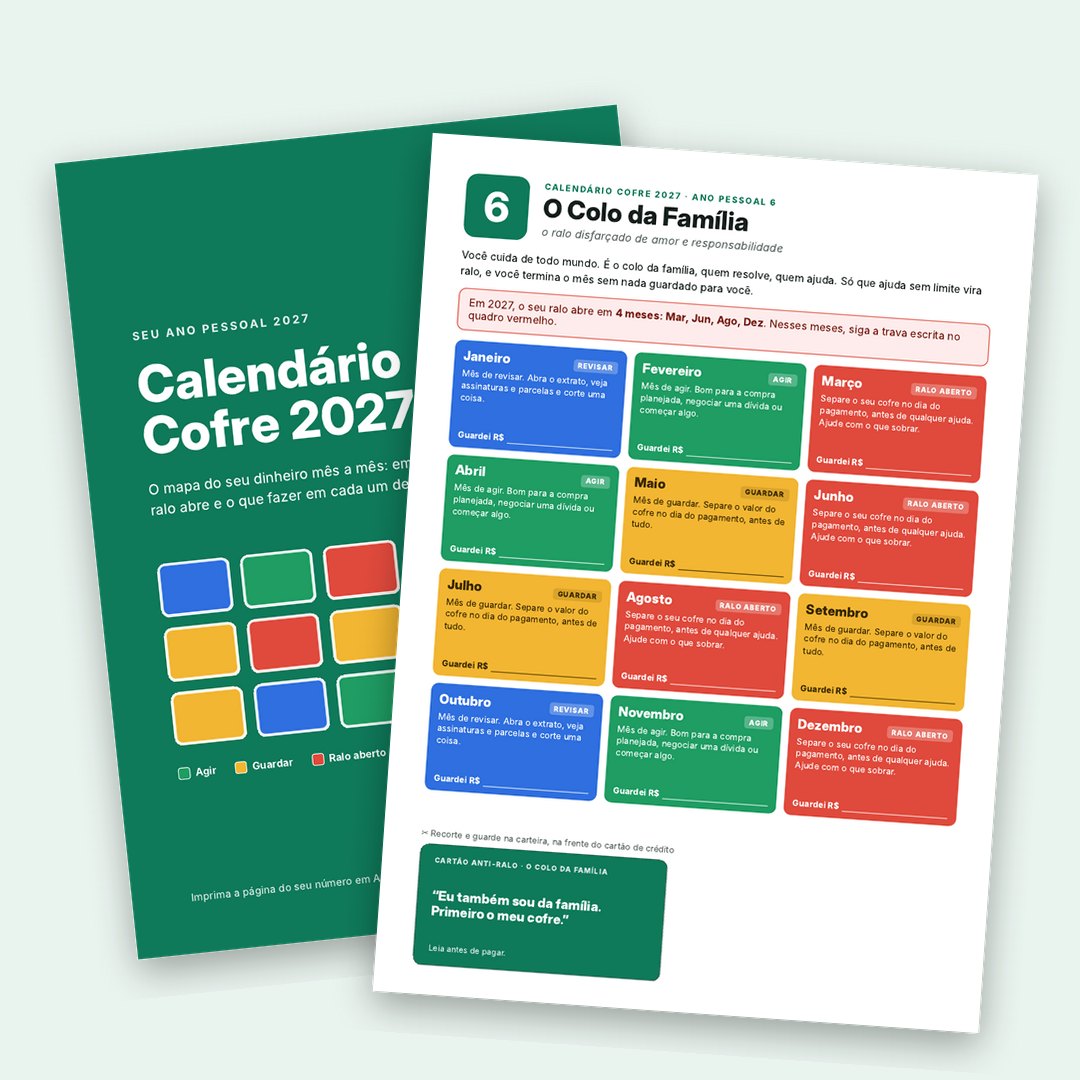 SEU ANO PESSOAL 2027
Calendário
Cofre 2027
O mapa do seu dinheiro mês a mês: em
ralo abre e o que fazer em cada um de
Agir
Guardar
Ralo aberto
Imprima a página do seu número em
6
CALENDÁRIO COFRE 2027 · ANO PESSOAL 6
O Colo da Família
o ralo disfarçado de amor e responsabilidade
Você cuida de todo mundo. É o colo da família, quem resolve, quem ajuda. Só que ajuda sem limite vira
ralo, e você termina o mês sem nada guardado para você.
Em 2027, o seu ralo abre em 4 meses: Mar, Jun, Ago, Dez. Nesses meses, siga a trava escrita no
quadro vermelho.
Janeiro
REVISAR
Mês de revisar. Abra o extrato, veja
assinaturas e parcelas e corte uma
coisa.
Guardei R$
Fevereiro
AGIR
Mês de agir. Bom para a compra
planejada, negociar uma dívida ou
começar algo.
Guardei R$
Março
RALO ABERTO
Separe o seu cofre no dia do
pagamento, antes de qualquer ajuda.
Ajude com o que sobrar.
Guardei R$
Abril
AGIR
Mês de agir. Bom para a compra
planejada, negociar uma dívida ou
começar algo.
Guardei R$
Maio
GUARDAR
Mês de guardar. Separe o valor do
cofre no dia do pagamento, antes de
tudo.
Guardei R$
Junho
RALO ABERTO
Separe o seu cofre no dia do
pagamento, antes de qualquer ajuda.
Ajude com o que sobrar.
Guardei R$
Julho
GUARDAR
Mês de guardar. Separe o valor do
cofre no dia do pagamento, antes de
tudo.
Guardei R$
Agosto
RALO ABERTO
Separe o seu cofre no dia do
pagamento, antes de qualquer ajuda.
Ajude com o que sobrar.
Guardei R$
Setembro
GUARDAR
Mês de guardar. Separe o valor do
cofre no dia do pagamento, antes de
tudo.
Guardei R$
Outubro
REVISAR
Mês de revisar. Abra o extrato, veja
assinaturas e parcelas e corte uma
coisa.
Guardei R$
Novembro
AGIR
Mês de agir. Bom para a compra
planejada, negociar uma dívida ou
começar algo.
Guardei R$
Dezembro
RALO ABERTO
Separe o seu cofre no dia do
pagamento, antes de qualquer ajuda.
Ajude com o que sobrar.
Guardei R$
✂ Recorte e guarde na carteira, na frente do cartão de crédito
CARTÃO ANTI-RALO · O COLO DA FAMÍLIA
“Eu também sou da família.
Primeiro o meu cofre.”
Leia antes de pagar.